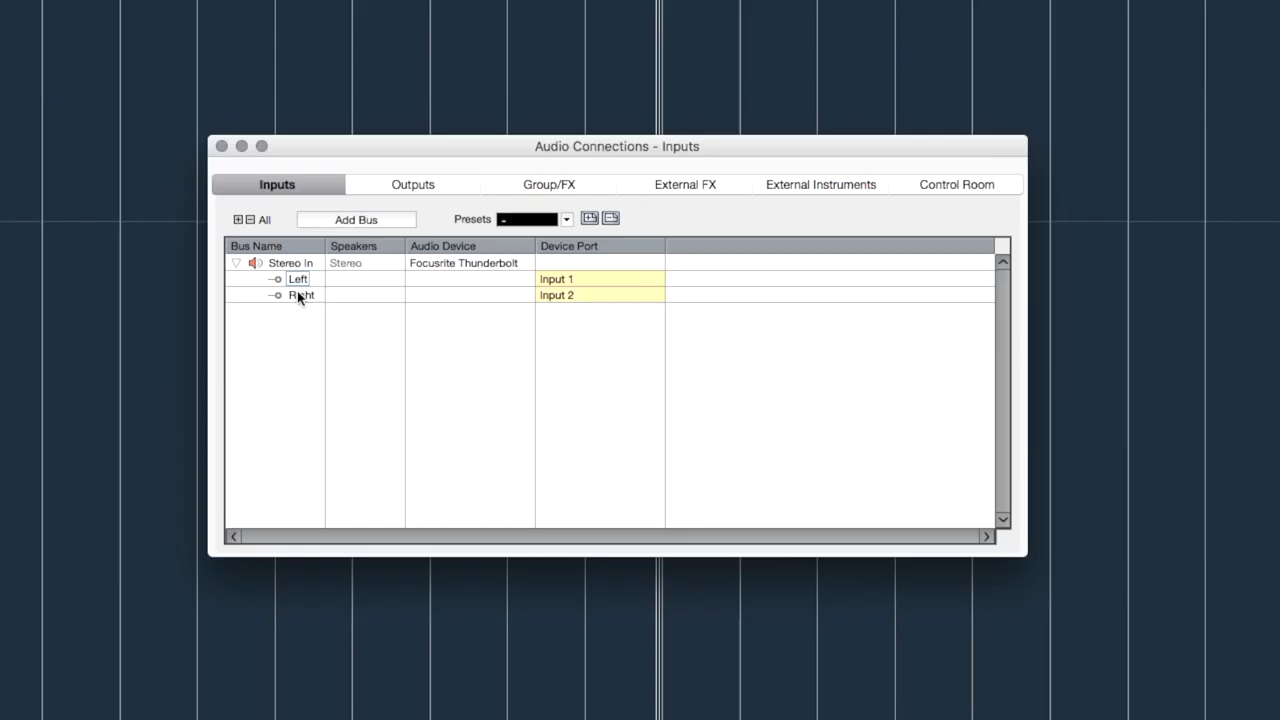 Audio Connections - Inputs
Inputs Outputs Group/FX External FX External Instruments Control Room
All Add Bus Presets -
Bus Name Speakers Audio Device Device Port
Stereo In Stereo Focusrite Thunderbolt
Left Input 1
Right Input 2